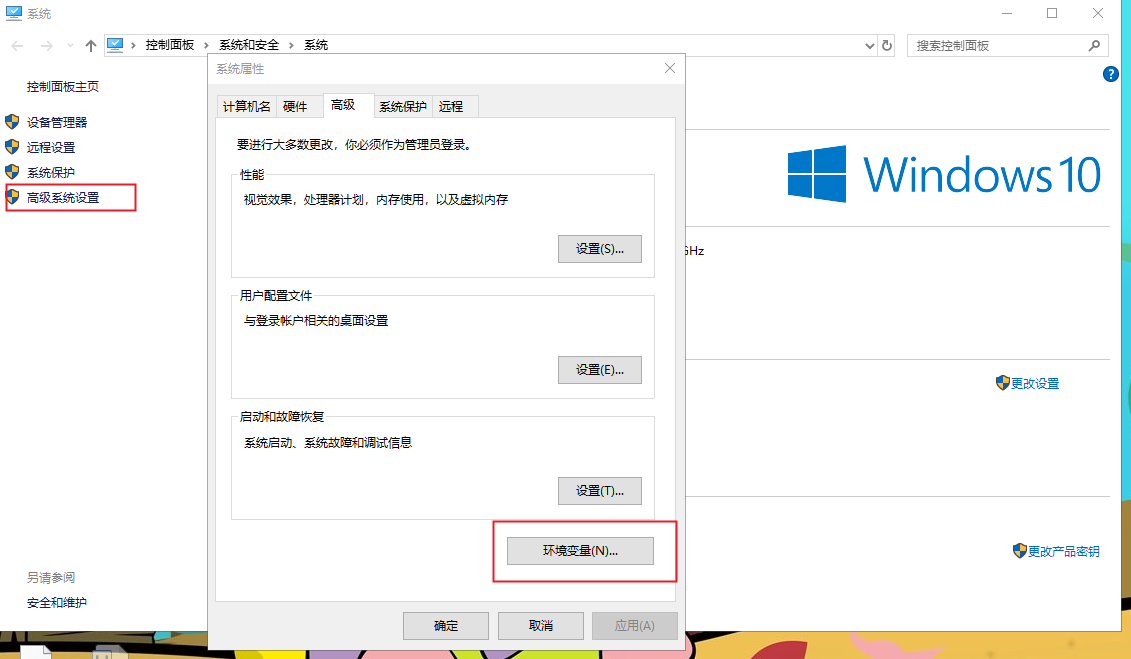 系统
控制面板 系统和安全 系统
搜索控制面板
控制面板主页
设备管理器
远程设置
系统保护
高级系统设置
另请参阅
安全和维护
系统属性
计算机名 硬件 高级 系统保护 远程
要进行大多数更改，你必须作为管理员登录。
性能
视觉效果，处理器计划，内存使用，以及虚拟内存
设置(S)...
用户配置文件
与登录帐户相关的桌面设置
设置(E)...
启动和故障恢复
系统启动、系统故障和调试信息
设置(T)...
环境变量(N)...
确定 取消 应用(A)
?
Windows 10
GHz
更改设置
更改产品密钥